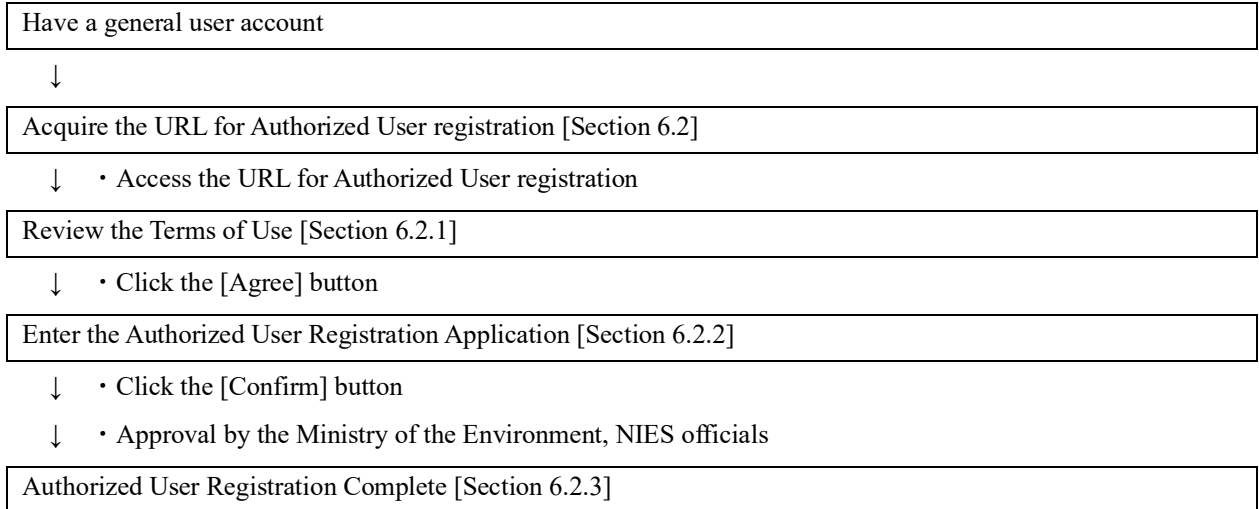 Have a general user account
↓
Acquire the URL for Authorized User registration [Section 6.2]
↓ ・Access the URL for Authorized User registration
Review the Terms of Use [Section 6.2.1]
↓ ・Click the [Agree] button
Enter the Authorized User Registration Application [Section 6.2.2]
↓ ・Click the [Confirm] button
↓ ・Approval by the Ministry of the Environment, NIES officials
Authorized User Registration Complete [Section 6.2.3]